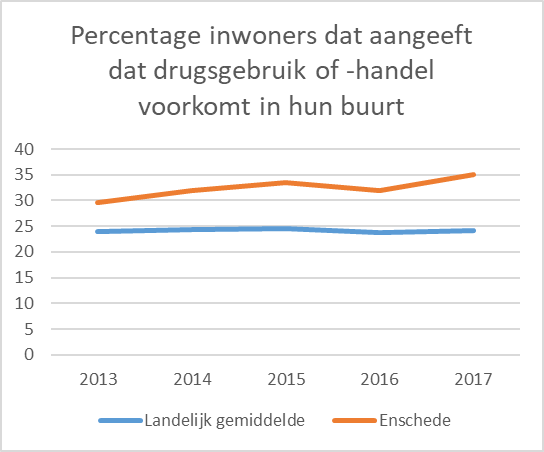 Percentage inwoners dat aangeeft
dat drugsgebruik of -handel
voorkomt in hun buurt
40
35
30
25
20
15
10
5
0
2013 2014 2015 2016 2017
Landelijk gemiddelde Enschede